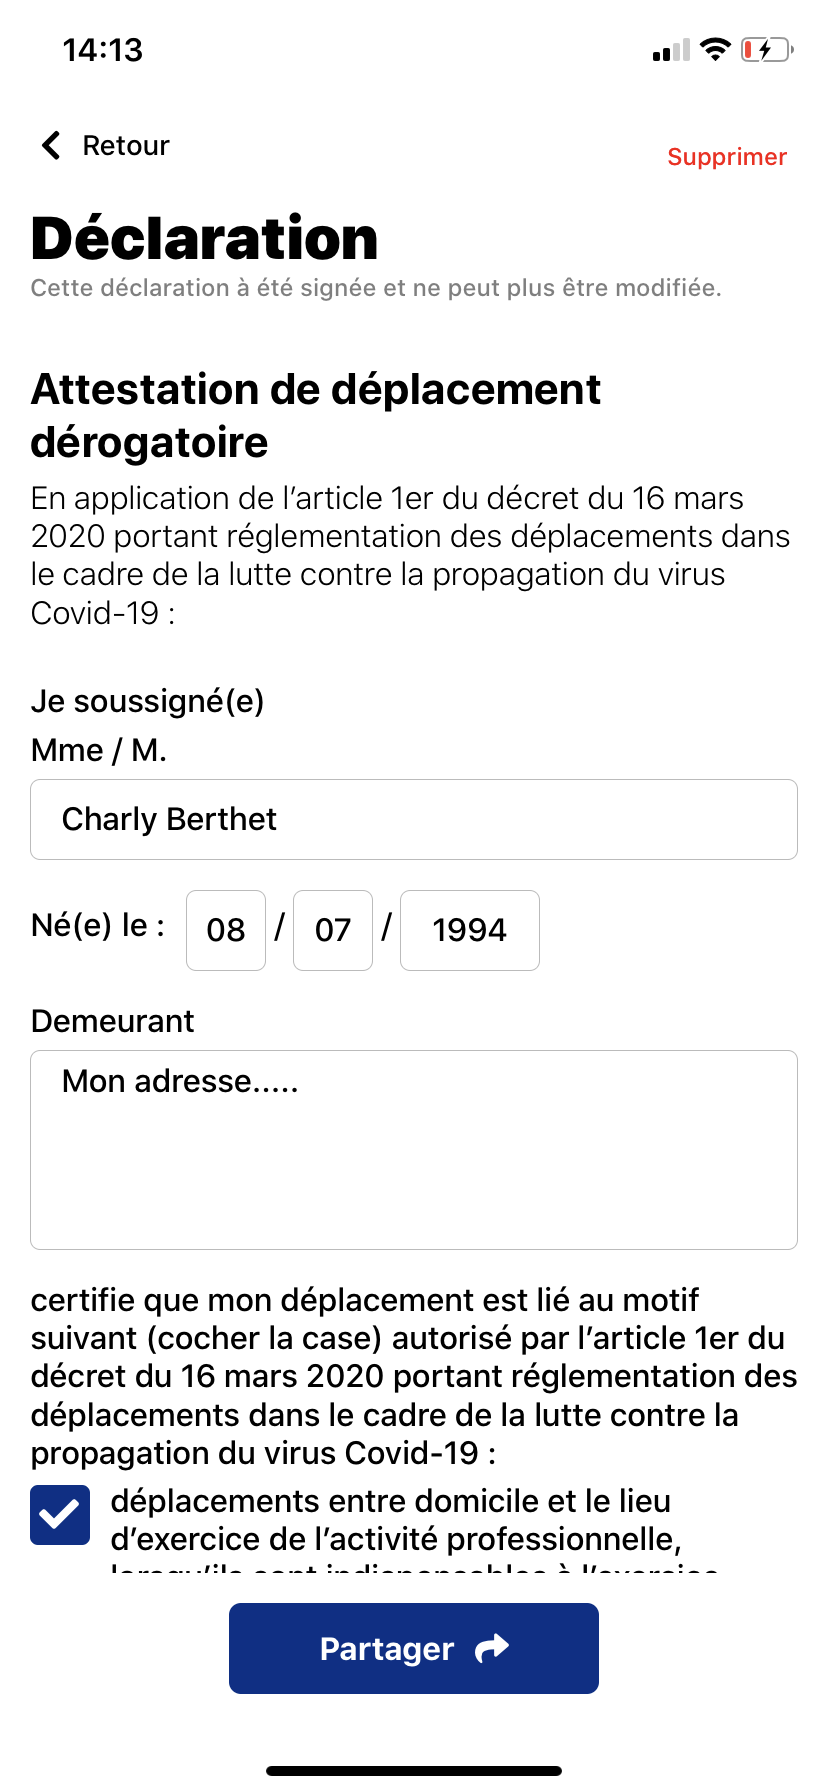 14:13
Retour
Supprimer
Déclaration
Cette déclaration à été signée et ne peut plus être modifiée.
Attestation de déplacement
dérogatoire
En application de l’article 1er du décret du 16 mars
2020 portant réglementation des déplacements dans
le cadre de la lutte contre la propagation du virus
Covid-19 :
Je soussigné(e)
Mme / M.
Charly Berthet
Né(e) le : 08 / 07 / 1994
Demeurant
Mon adresse.....
certifie que mon déplacement est lié au motif
suivant (cocher la case) autorisé par l’article 1er du
décret du 16 mars 2020 portant réglementation des
déplacements dans le cadre de la lutte contre la
propagation du virus Covid-19 :
déplacements entre domicile et le lieu
d’exercice de l’activité professionnelle,
lorsqu’ils sont indispensables à l’exercice
Partager